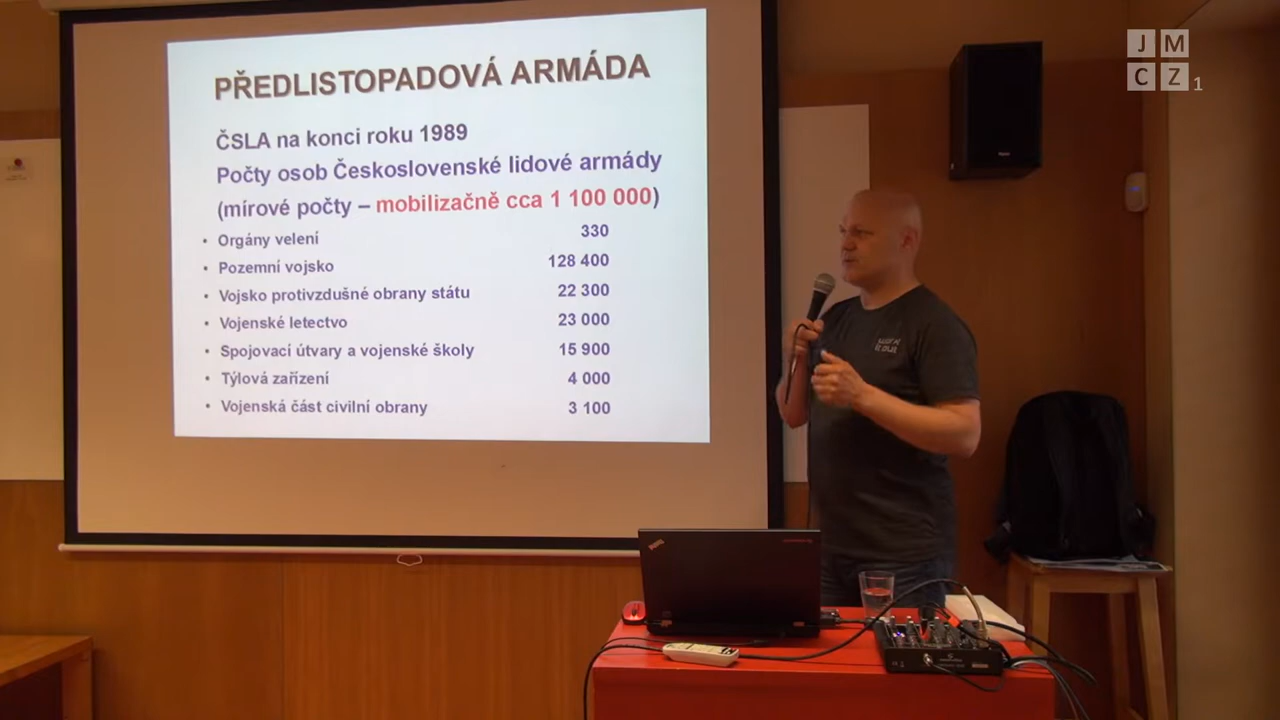 PŘEDLISTOPADOVÁ ARMÁDA
ČSLA na konci roku 1989
Počty osob Československé lidové armády
(mírové počty – mobilizačně cca 1 100 000)
• Orgány velení 330
• Pozemní vojsko 128 400
• Vojsko protivzdušné obrany státu 22 300
• Vojenské letectvo 23 000
• Spojovací útvary a vojenské školy 15 900
• Týlová zařízení 4 000
• Vojenská část civilní obrany 3 100
J M
C Z 1